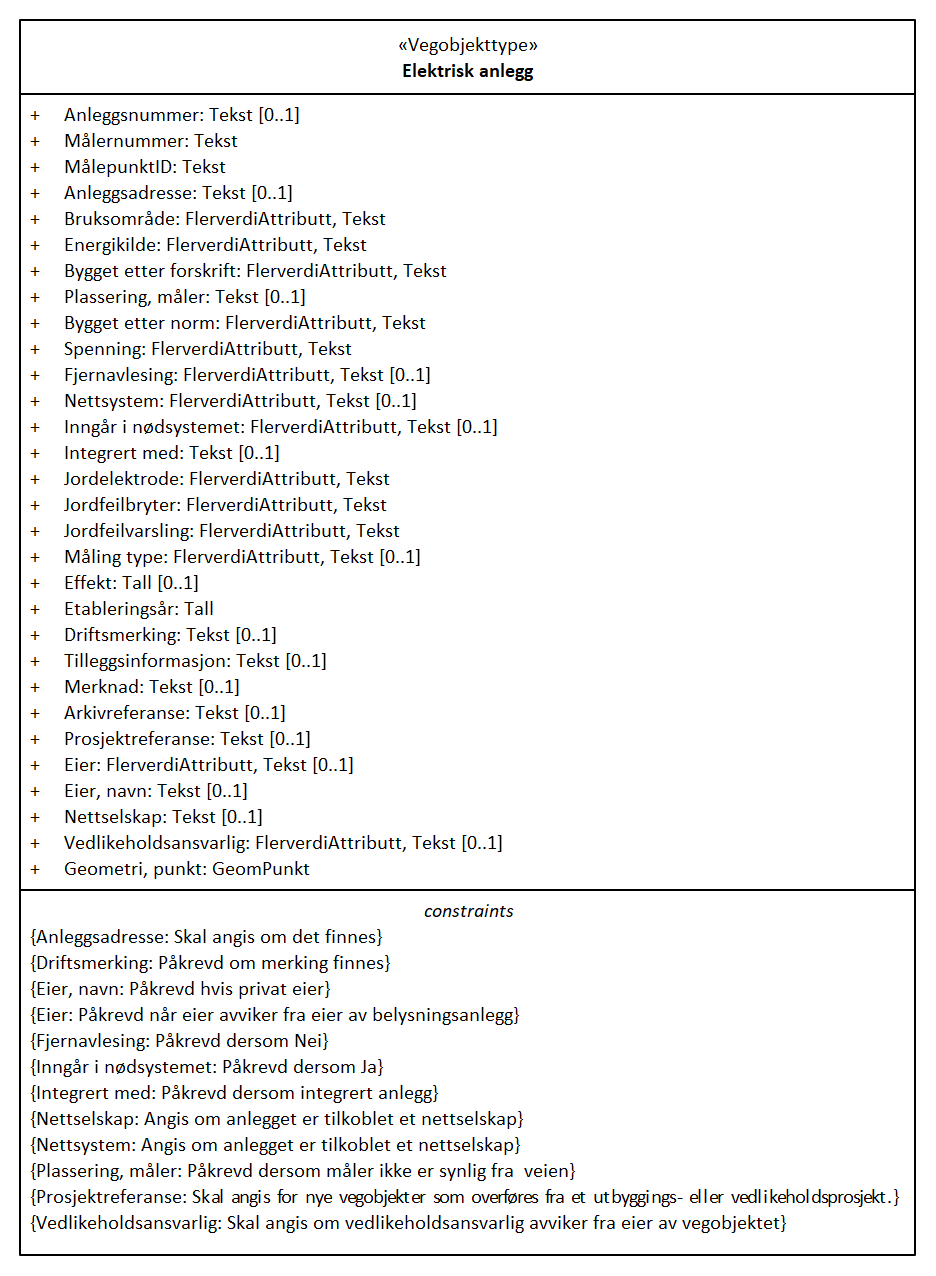 «Vegobjekttype»
Elektrisk anlegg
+ Anleggsnummer: Tekst [0..1]
+ Målernummer: Tekst
+ MålepunktID: Tekst
+ Anleggsadresse: Tekst [0..1]
+ Bruksområde: FlerverdiAttributt, Tekst
+ Energikilde: FlerverdiAttributt, Tekst
+ Bygget etter forskrift: FlerverdiAttributt, Tekst
+ Plassering, måler: Tekst [0..1]
+ Bygget etter norm: FlerverdiAttributt, Tekst
+ Spenning: FlerverdiAttributt, Tekst
+ Fjernavlesing: FlerverdiAttributt, Tekst [0..1]
+ Nettsystem: FlerverdiAttributt, Tekst [0..1]
+ Inngår i nødsystemet: FlerverdiAttributt, Tekst [0..1]
+ Integrert med: Tekst [0..1]
+ Jordelektrode: FlerverdiAttributt, Tekst
+ Jordfeilbryter: FlerverdiAttributt, Tekst
+ Jordfeilvarsling: FlerverdiAttributt, Tekst
+ Måling type: FlerverdiAttributt, Tekst [0..1]
+ Effekt: Tall [0..1]
+ Etableringsår: Tall
+ Driftsmerking: Tekst [0..1]
+ Tilleggsinformasjon: Tekst [0..1]
+ Merknad: Tekst [0..1]
+ Arkivreferanse: Tekst [0..1]
+ Prosjektreferanse: Tekst [0..1]
+ Eier: FlerverdiAttributt, Tekst [0..1]
+ Eier, navn: Tekst [0..1]
+ Nettselskap: Tekst [0..1]
+ Vedlikeholdsansvarlig: FlerverdiAttributt, Tekst [0..1]
+ Geometri, punkt: GeomPunkt
constraints
{Anleggsadresse: Skal angis om det finnes}
{Driftsmerking: Påkrevd om merking finnes}
{Eier, navn: Påkrevd hvis privat eier}
{Eier: Påkrevd når eier avviker fra eier av belysningsanlegg}
{Fjernavlesing: Påkrevd dersom Nei}
{Inngår i nødsystemet: Påkrevd dersom Ja}
{Integrert med: Påkrevd dersom integrert anlegg}
{Nettselskap: Angis om anlegget er tilkoblet et nettselskap}
{Nettsystem: Angis om anlegget er tilkoblet et nettselskap}
{Plassering, måler: Påkrevd dersom måler ikke er synlig fra  veien}
{Prosjektreferanse: Skal angis for nye vegobjekter som overføres fra et utbyggings- eller vedlikeholdsprosjekt.}
{Vedlikeholdsansvarlig: Skal angis om vedlikeholdsansvarlig avviker fra eier av vegobjektet}